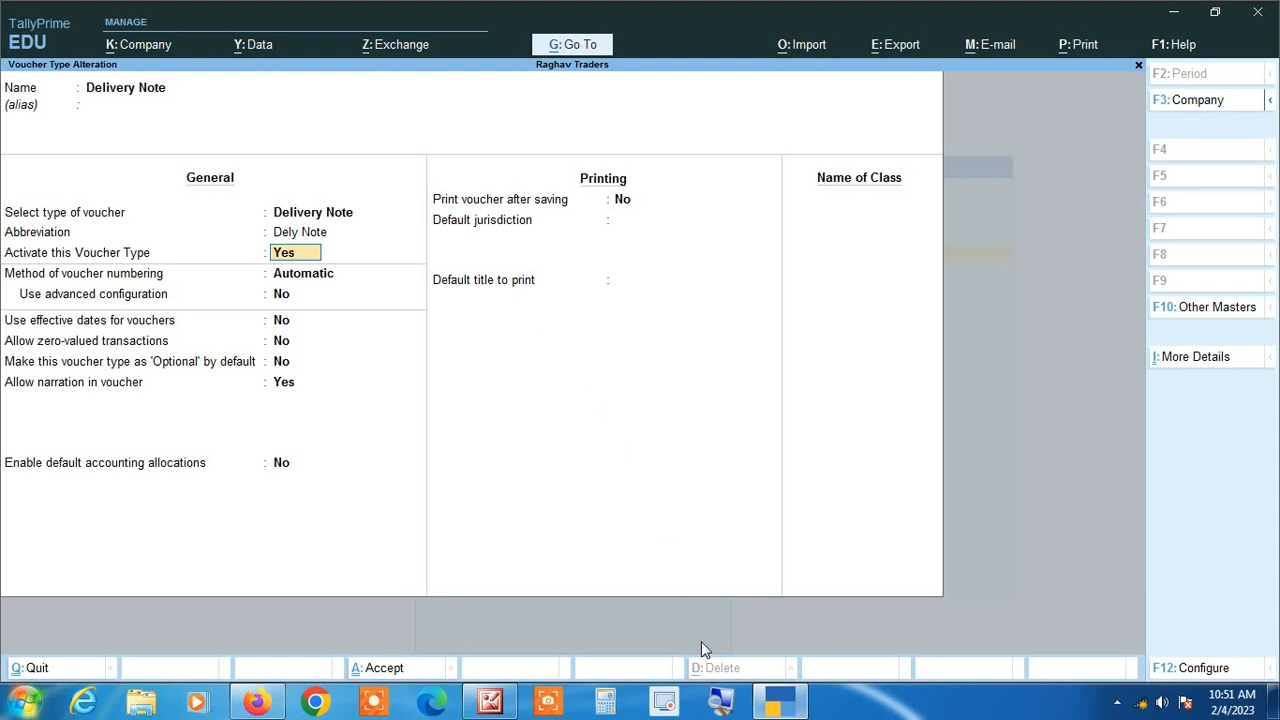 TallyPrime
MANAGE
EDU
K: Company
Y: Data
Z: Exchange
G: Go To
O: Import
E: Export
M: E-mail
P: Print
F1: Help
Voucher Type Alteration
Raghav Traders
Name : Delivery Note
(alias) :
General
Select type of voucher : Delivery Note
Abbreviation : Dely Note
Activate this Voucher Type : Yes
Method of voucher numbering : Automatic
Use advanced configuration : No
Use effective dates for vouchers : No
Allow zero-valued transactions : No
Make this voucher type as 'Optional' by default : No
Allow narration in voucher : Yes
Enable default accounting allocations : No
Printing
Print voucher after saving : No
Default jurisdiction :
Default title to print :
Name of Class
F2: Period
F3: Company
F4
F5
F6
F7
F8
F9
F10: Other Masters
I: More Details
Q: Quit
A: Accept
D: Delete
F12: Configure
10:51 AM
2/4/2023